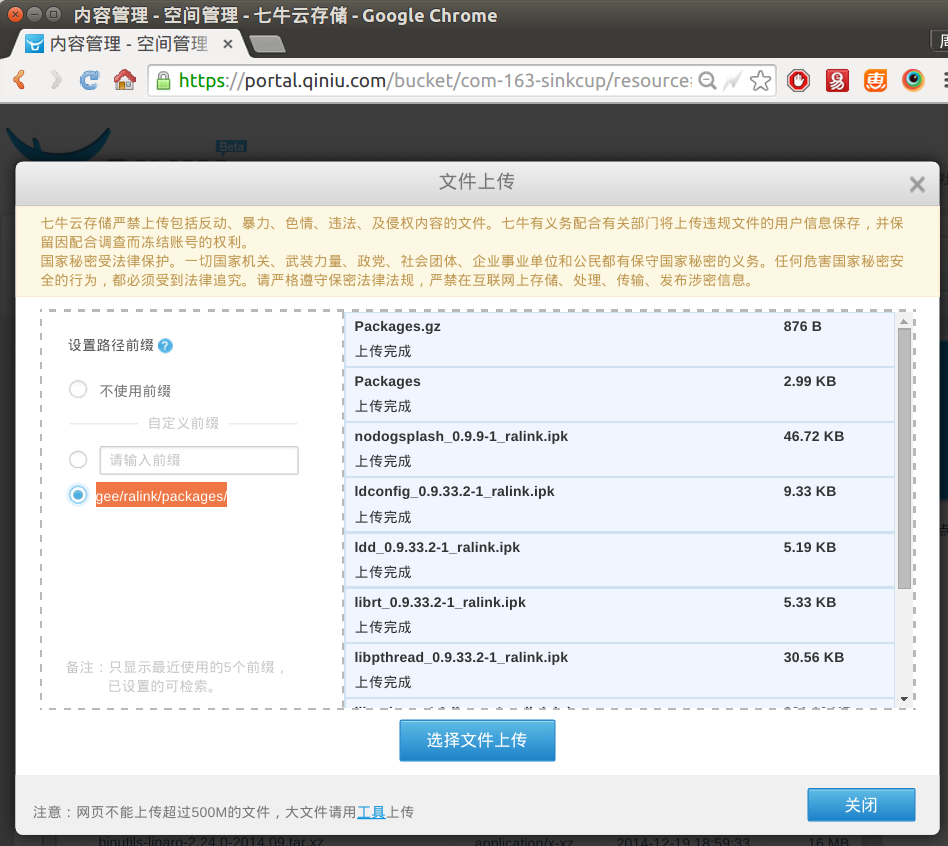 内容管理 - 空间管理 - 七牛云存储 - Google Chrome
内容管理 - 空间管理
https://portal.qiniu.com/bucket/com-163-sinkcup/resource
Beta
文件上传
七牛云存储严禁上传包括反动、暴力、色情、违法、及侵权内容的文件。七牛有义务配合有关部门将上传违规文件的用户信息保存，并保
留因配合调查而冻结账号的权利。
国家秘密受法律保护。一切国家机关、武装力量、政党、社会团体、企业事业单位和公民都有保守国家秘密的义务。任何危害国家秘密安
全的行为，都必须受到法律追究。请严格遵守保密法律法规，严禁在互联网上存储、处理、传输、发布涉密信息。
设置路径前缀 ?
不使用前缀
自定义前缀
请输入前缀
gee/ralink/packages/
备注：只显示最近使用的5个前缀，
已设置的可检索。
Packages.gz 876 B
上传完成
Packages 2.99 KB
上传完成
nodogsplash_0.9.9-1_ralink.ipk 46.72 KB
上传完成
ldconfig_0.9.33.2-1_ralink.ipk 9.33 KB
上传完成
ldd_0.9.33.2-1_ralink.ipk 5.19 KB
上传完成
librt_0.9.33.2-1_ralink.ipk 5.33 KB
上传完成
libpthread_0.9.33.2-1_ralink.ipk 30.56 KB
上传完成
选择文件上传
注意：网页不能上传超过500M的文件，大文件请用工具上传
关闭
binutils-linaro-2.24.0-2014.09.tar.xz application/x-xz 2014-12-19 18:59:33 16 MB